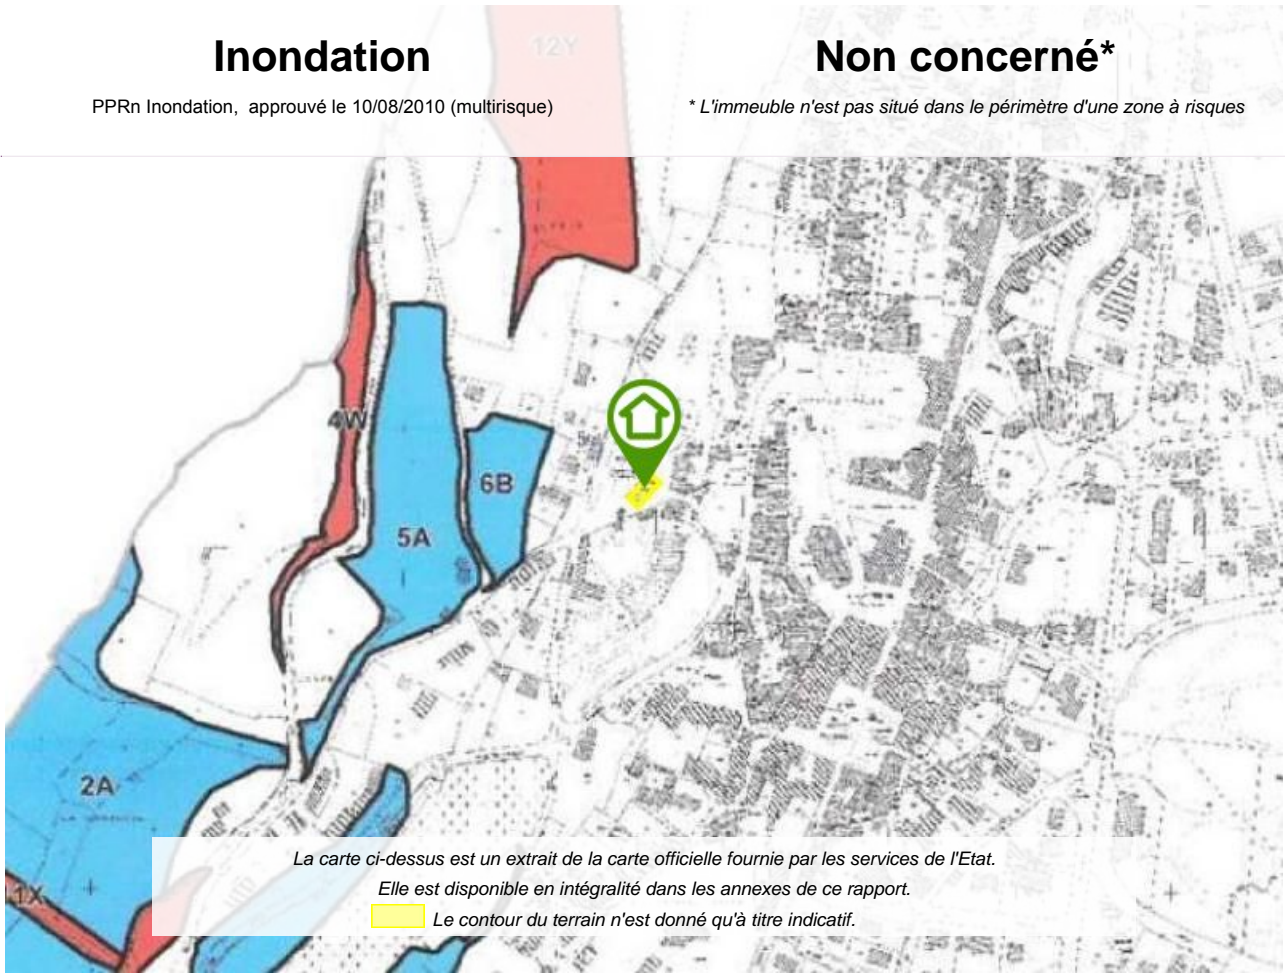 Inondation
Non concerné*
PPRn Inondation, approuvé le 10/08/2010 (multirisque)
* L'immeuble n'est pas situé dans le périmètre d'une zone à risques
12Y
4W
6B
5A
2A
1X
La carte ci-dessus est un extrait de la carte officielle fournie par les services de l'Etat.
Elle est disponible en intégralité dans les annexes de ce rapport.
Le contour du terrain n'est donné qu'à titre indicatif.